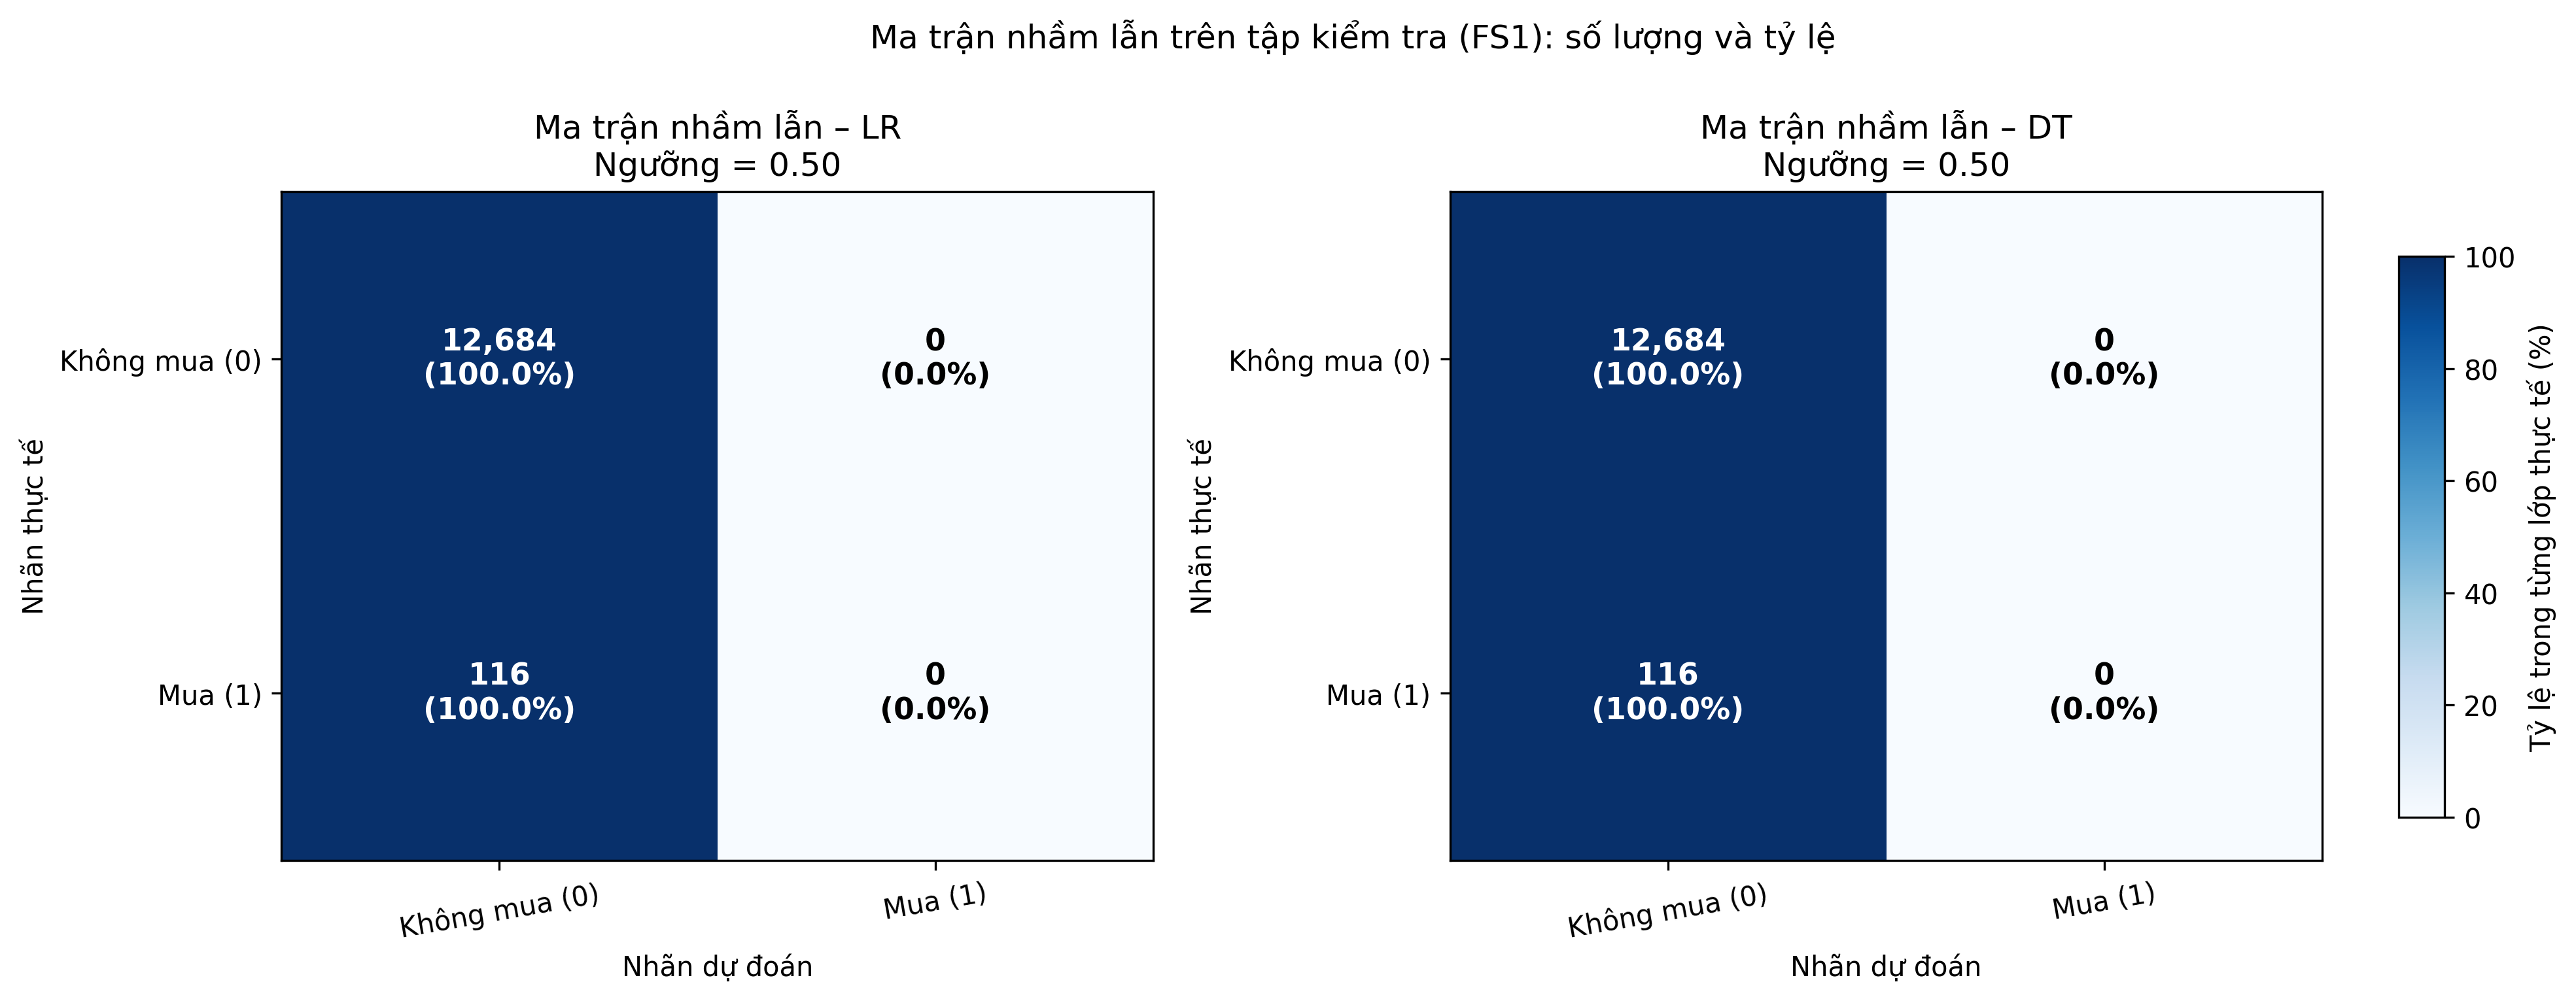 Ma trận nhầm lẫn trên tập kiểm tra (FS1): số lượng và tỷ lệ
Ma trận nhầm lẫn – LR
Ngưỡng = 0.50
Nhãn thực tế
Không mua (0)
12,684
(100.0%)
0
(0.0%)
Mua (1)
116
(100.0%)
0
(0.0%)
Không mua (0)
Mua (1)
Nhãn dự đoán
Ma trận nhầm lẫn – DT
Ngưỡng = 0.50
Nhãn thực tế
Không mua (0)
12,684
(100.0%)
0
(0.0%)
Mua (1)
116
(100.0%)
0
(0.0%)
Không mua (0)
Mua (1)
Nhãn dự đoán
100
80
60
40
20
0
Tỷ lệ trong từng lớp thực tế (%)